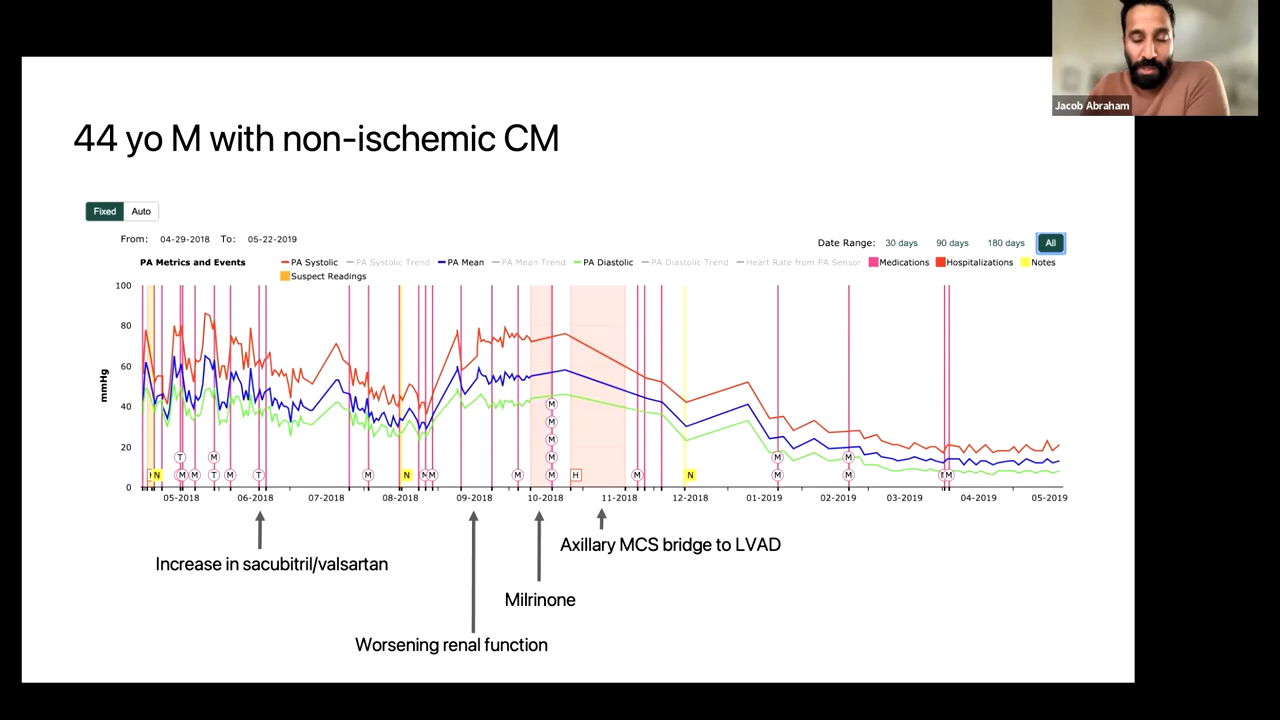 Jacob Abraham
44 yo M with non-ischemic CM
Fixed Auto
From: 04-29-2018 To: 05-22-2019
Date Range: 30 days 90 days 180 days All
PA Metrics and Events PA Systolic PA Systolic Trend PA Mean PA Mean Trend PA Diastolic PA Diastolic Trend Heart Rate from PA Sensor Medications Hospitalizations Notes
Suspect Readings
100
80
60
40
20
0
mmHg
M
M
M
T M M M M M
N M M T M T M N N M M M H M N M M M
05-2018 06-2018 07-2018 08-2018 09-2018 10-2018 11-2018 12-2018 01-2019 02-2019 03-2019 04-2019 05-2019
Axillary MCS bridge to LVAD
Increase in sacubitril/valsartan
Milrinone
Worsening renal function